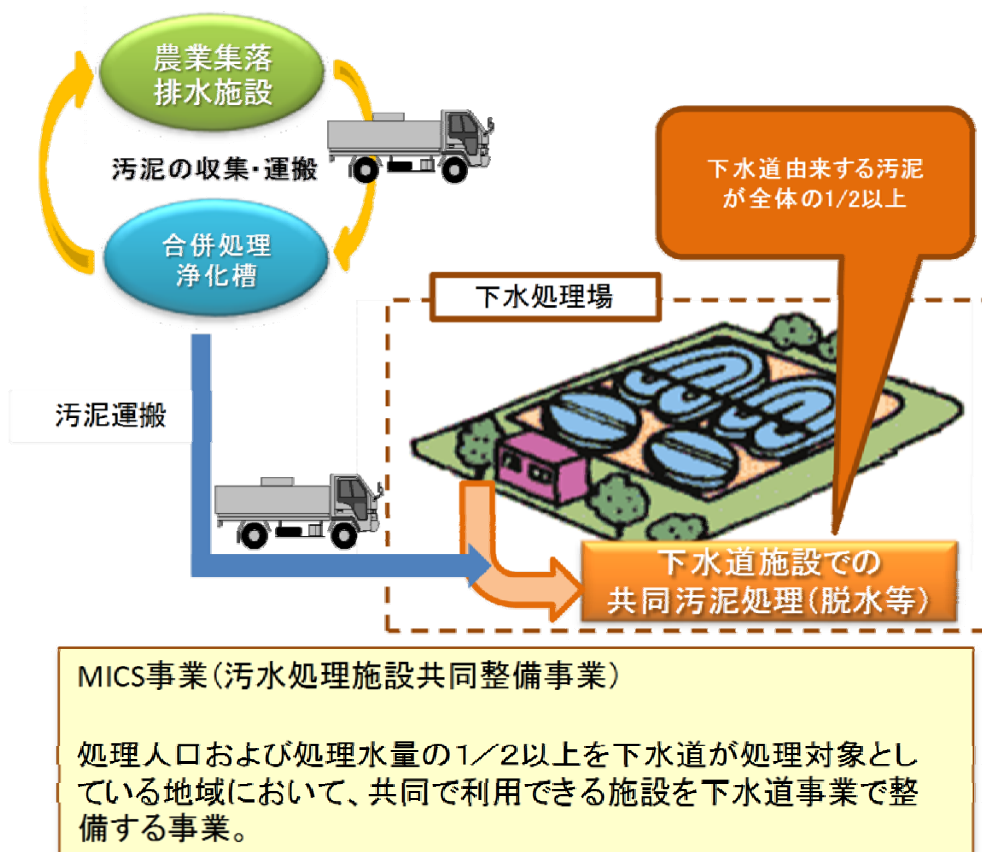 農業集落
排水施設
汚泥の収集・運搬
合併処理
浄化槽
下水道由来する汚泥
が全体の1/2以上
下水処理場
汚泥運搬
下水道施設での
共同汚泥処理(脱水等)
MICS事業(汚水処理施設共同整備事業)
処理人口および処理水量の1/2以上を下水道が処理対象とし
ている地域において、共同で利用できる施設を下水道事業で整
備する事業。